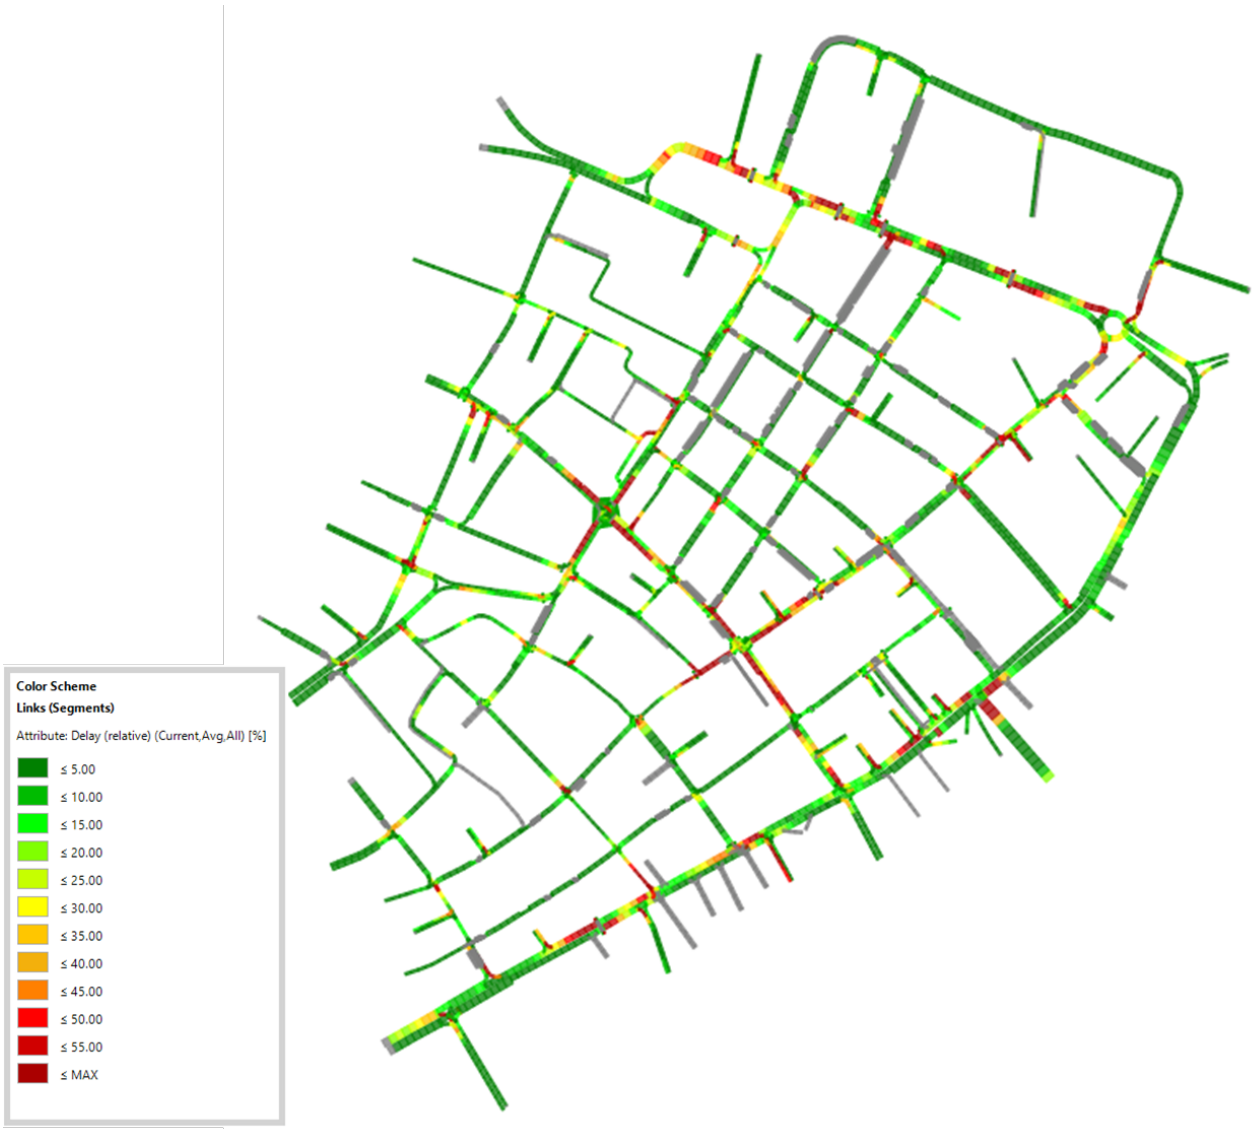 Color Scheme
Links (Segments)
Attribute: Delay (relative) (Current,Avg,All) [%]
≤ 5.00
≤ 10.00
≤ 15.00
≤ 20.00
≤ 25.00
≤ 30.00
≤ 35.00
≤ 40.00
≤ 45.00
≤ 50.00
≤ 55.00
≤ MAX